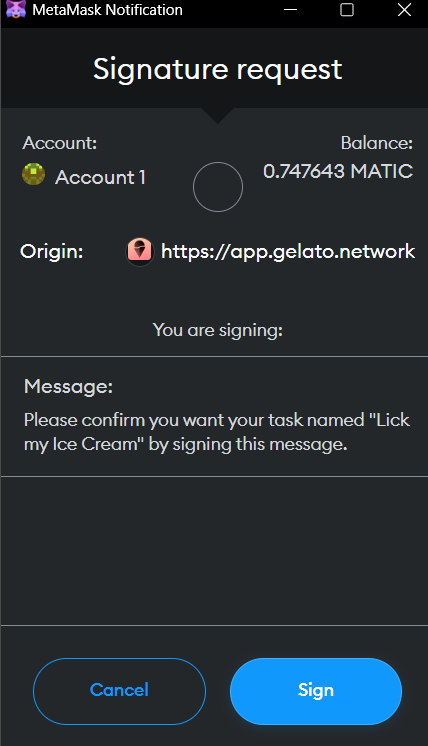 MetaMask Notification
Signature request
Account:
Balance:
Account 1
0.747643 MATIC
Origin:
https://app.gelato.network
You are signing:
Message:
Please confirm you want your task named "Lick
my Ice Cream" by signing this message.
Cancel
Sign